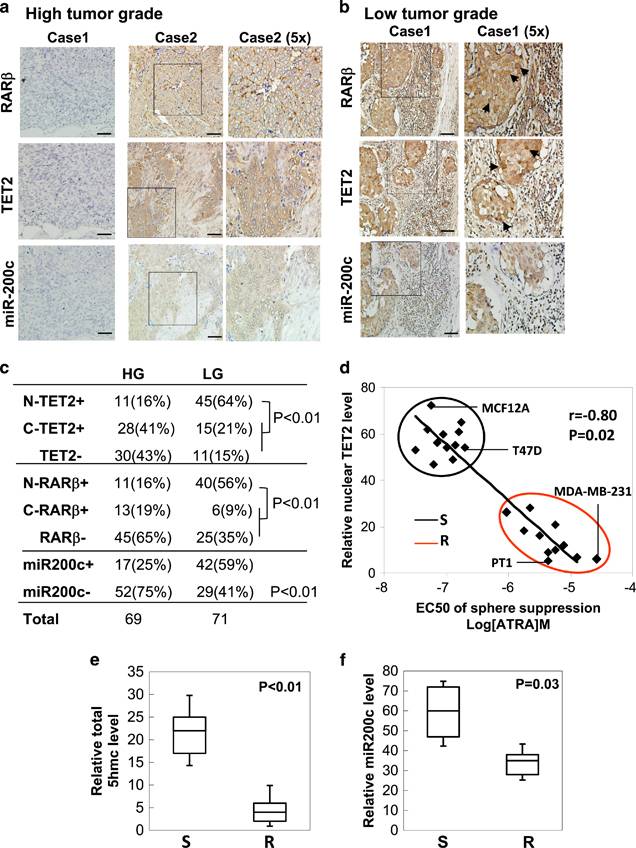 a High tumor grade
Case1 Case2 Case2 (5x)
RARβ
TET2
miR-200c
b Low tumor grade
Case1 Case1 (5x)
RARβ
TET2
miR-200c
c
HG LG
N-TET2+ 11(16%) 45(64%)
C-TET2+ 28(41%) 15(21%) P<0.01
TET2- 30(43%) 11(15%)
N-RARβ+ 11(16%) 40(56%)
C-RARβ+ 13(19%) 6(9%) P<0.01
RARβ- 45(65%) 25(35%)
miR200c+ 17(25%) 42(59%)
miR200c- 52(75%) 29(41%) P<0.01
Total 69 71
d
Relative nuclear TET2 level
80
60
40
20
0
MCF12A
r=-0.80
P=0.02
T47D
MDA-MB-231
S
R
PT1
-8 -7 -6 -5 -4
EC50 of sphere suppression
Log[ATRA]M
e
Relative total
5hmc level
35
30
25
20
15
10
5
0
P<0.01
S R
f
Relative miR200c level
80
70
60
50
40
30
20
10
0
P=0.03
S R